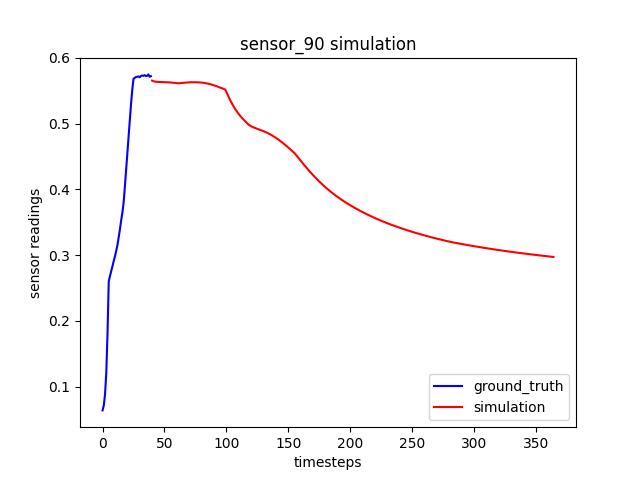 sensor_90 simulation
0.6
0.5
0.4
0.3
0.2
0.1
sensor readings
0 50 100 150 200 250 300 350
timesteps
ground_truth
simulation